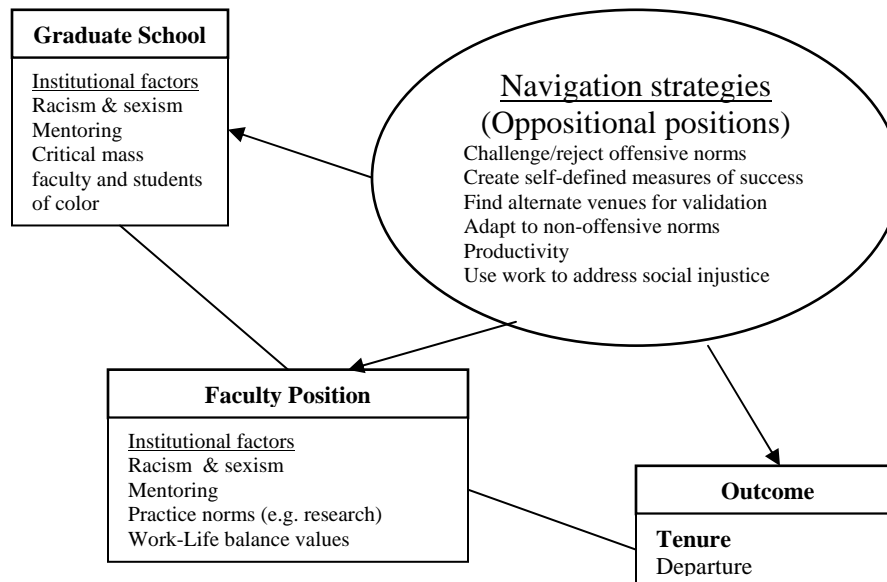 Graduate School
Institutional factors
Racism & sexism
Mentoring
Critical mass
faculty and students
of color
Navigation strategies
(Oppositional positions)
Challenge/reject offensive norms
Create self-defined measures of success
Find alternate venues for validation
Adapt to non-offensive norms
Productivity
Use work to address social injustice
Faculty Position
Institutional factors
Racism & sexism
Mentoring
Practice norms (e.g. research)
Work-Life balance values
Outcome
Tenure
Departure